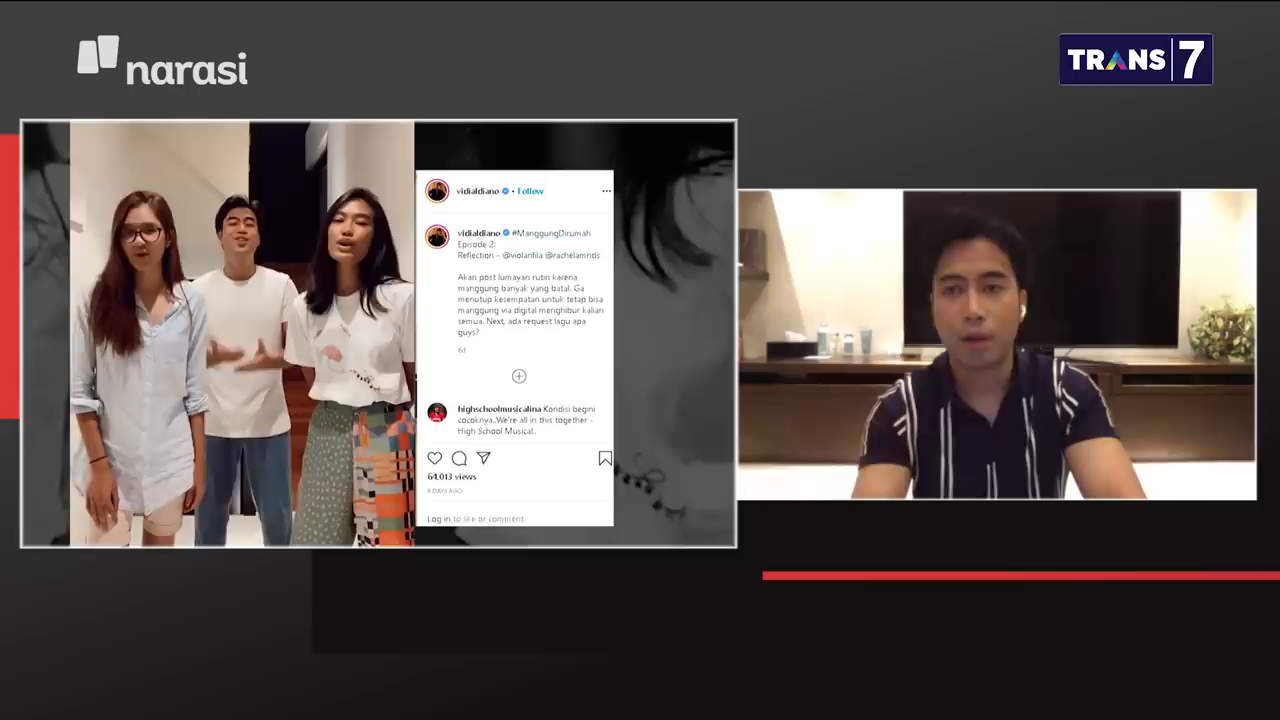 narasi
TRANS 7
vidialdiano • Follow
vidialdiano #ManggungDirumah
Episode 2:
Reflection - @violarifila @rachelamnds
Akan post lumayan rutin karena
manggung banyak yang batal. Ga
menutup kesempatan untuk tetap bisa
manggung via digital menghibur kalian
semua. Next, ada request lagu apa
guys?
6d
highschoolmusicalina Kondisi begini
cocoknya..We're all in this together -
High School Musical..
64.013 views
6 DAYS AGO
Log in to like or comment.